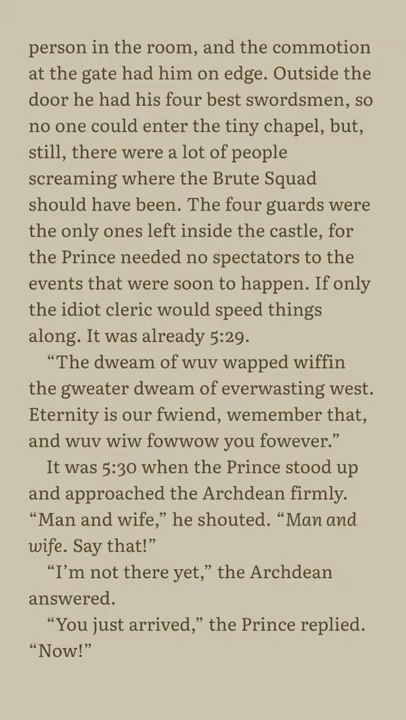 person in the room, and the commotion
at the gate had him on edge. Outside the
door he had his four best swordsmen, so
no one could enter the tiny chapel, but,
still, there were a lot of people
screaming where the Brute Squad
should have been. The four guards were
the only ones left inside the castle, for
the Prince needed no spectators to the
events that were soon to happen. If only
the idiot cleric would speed things
along. It was already 5:29.
“The dweam of wuv wapped wiffin
the gweater dweam of everwasting west.
Eternity is our fwiend, wemember that,
and wuv wiw fowwow you fowever.”
It was 5:30 when the Prince stood up
and approached the Archdean firmly.
“Man and wife,” he shouted. “Man and
wife. Say that!”
“I’m not there yet,” the Archdean
answered.
“You just arrived,” the Prince replied.
“Now!”